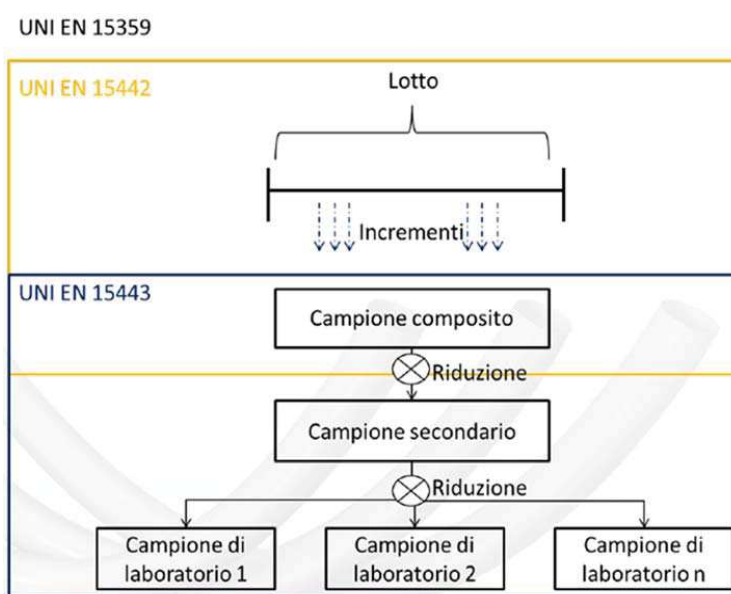 UNI EN 15359
UNI EN 15442
Lotto
Incrementi
UNI EN 15443
Campione composito
Riduzione
Campione secondario
Riduzione
Campione di
laboratorio 1
Campione di
laboratorio 2
Campione di
laboratorio n